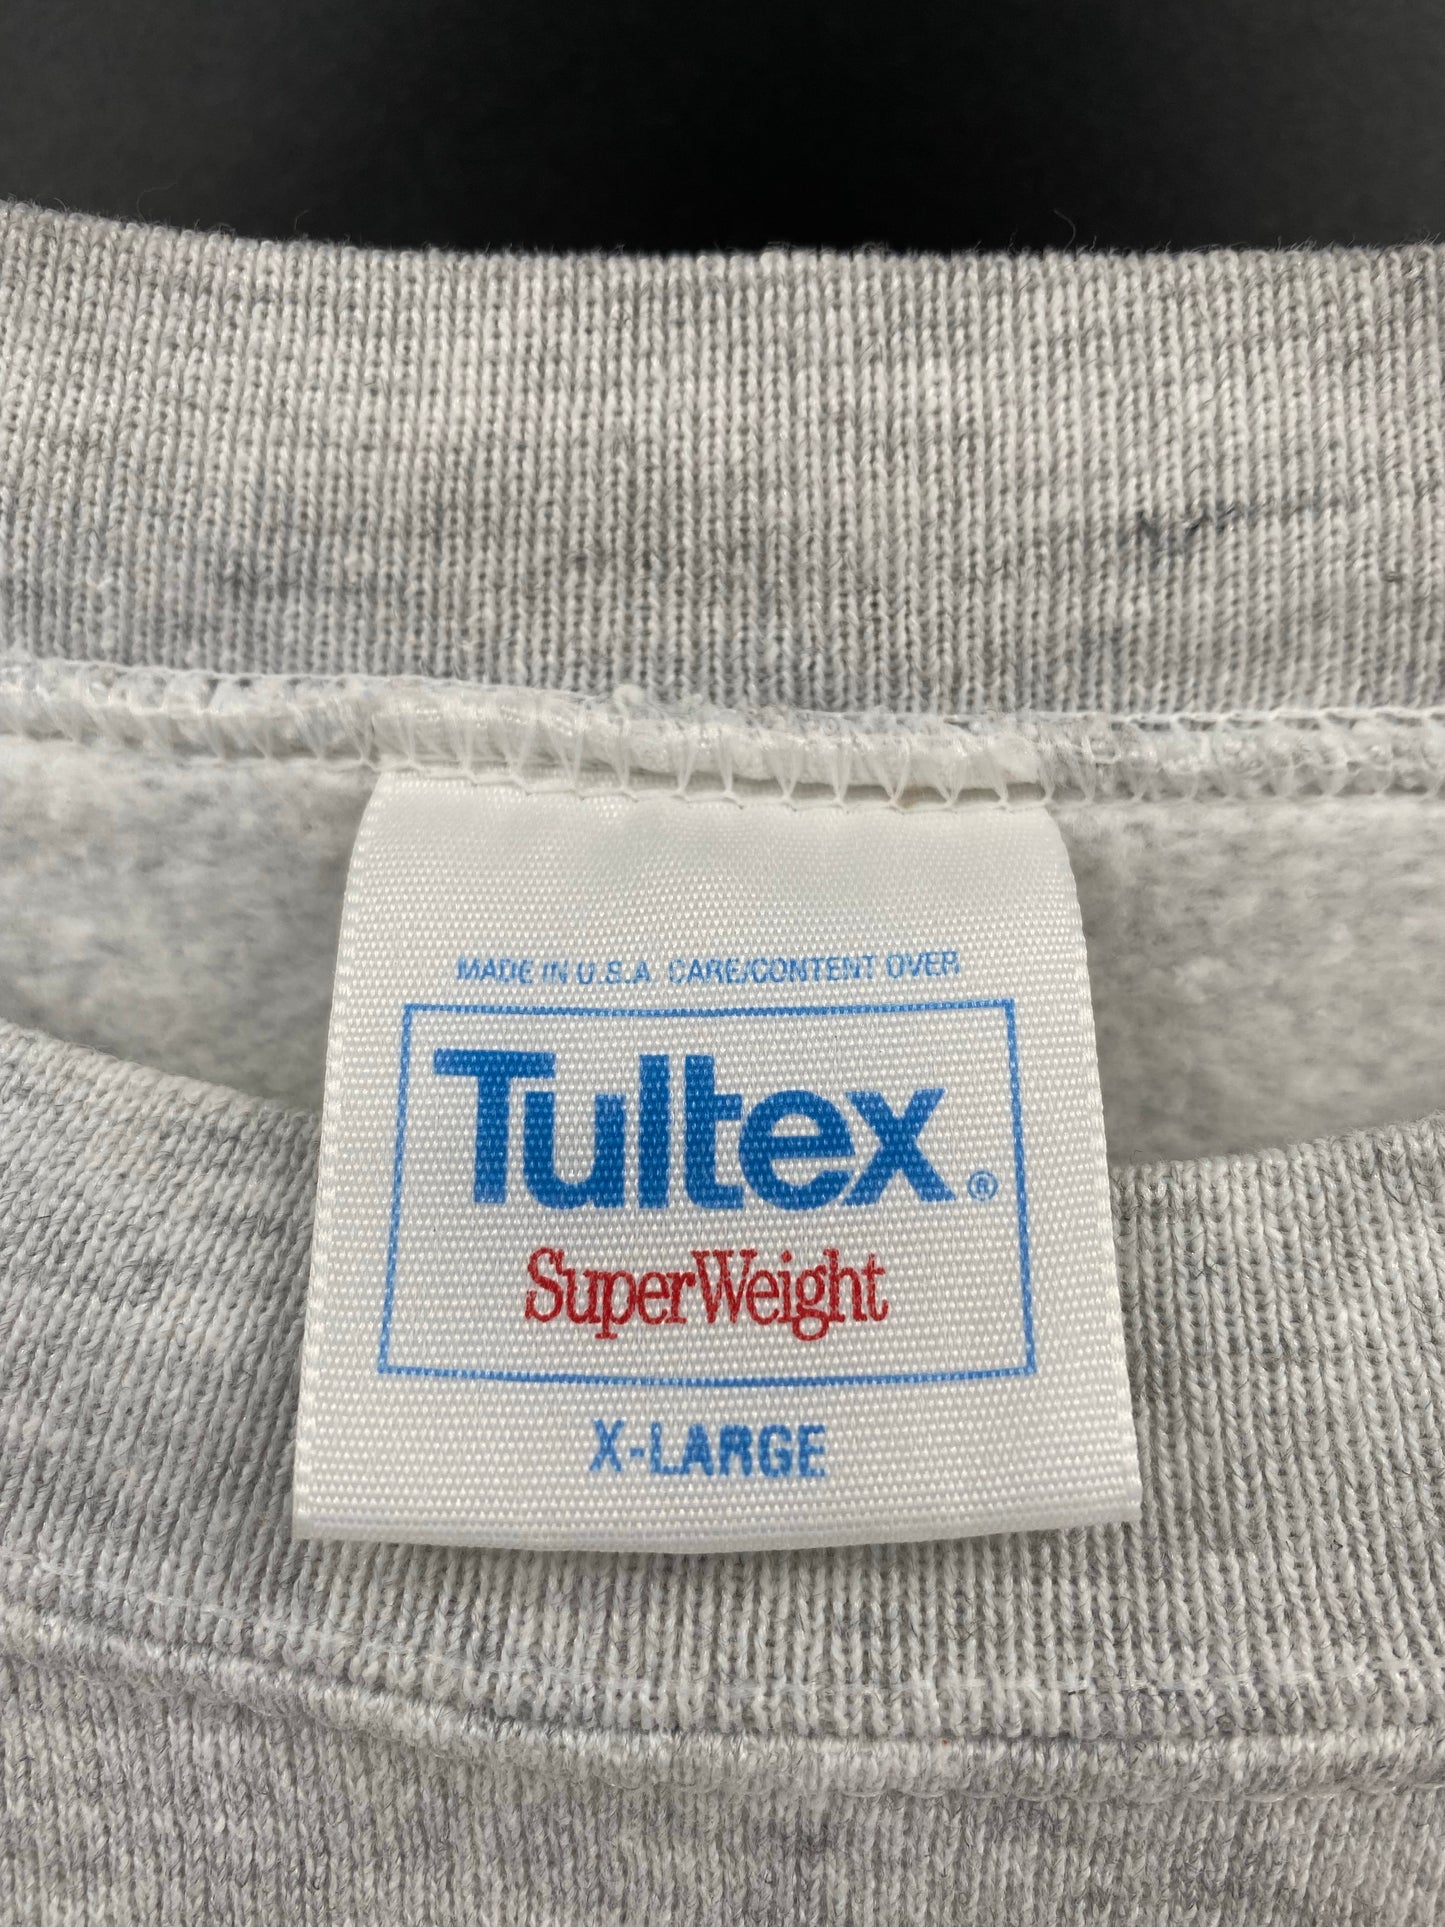 MADE IN U.S.A. CARE/CONTENT OVER
Tultex®
SuperWeight
X-LARGE